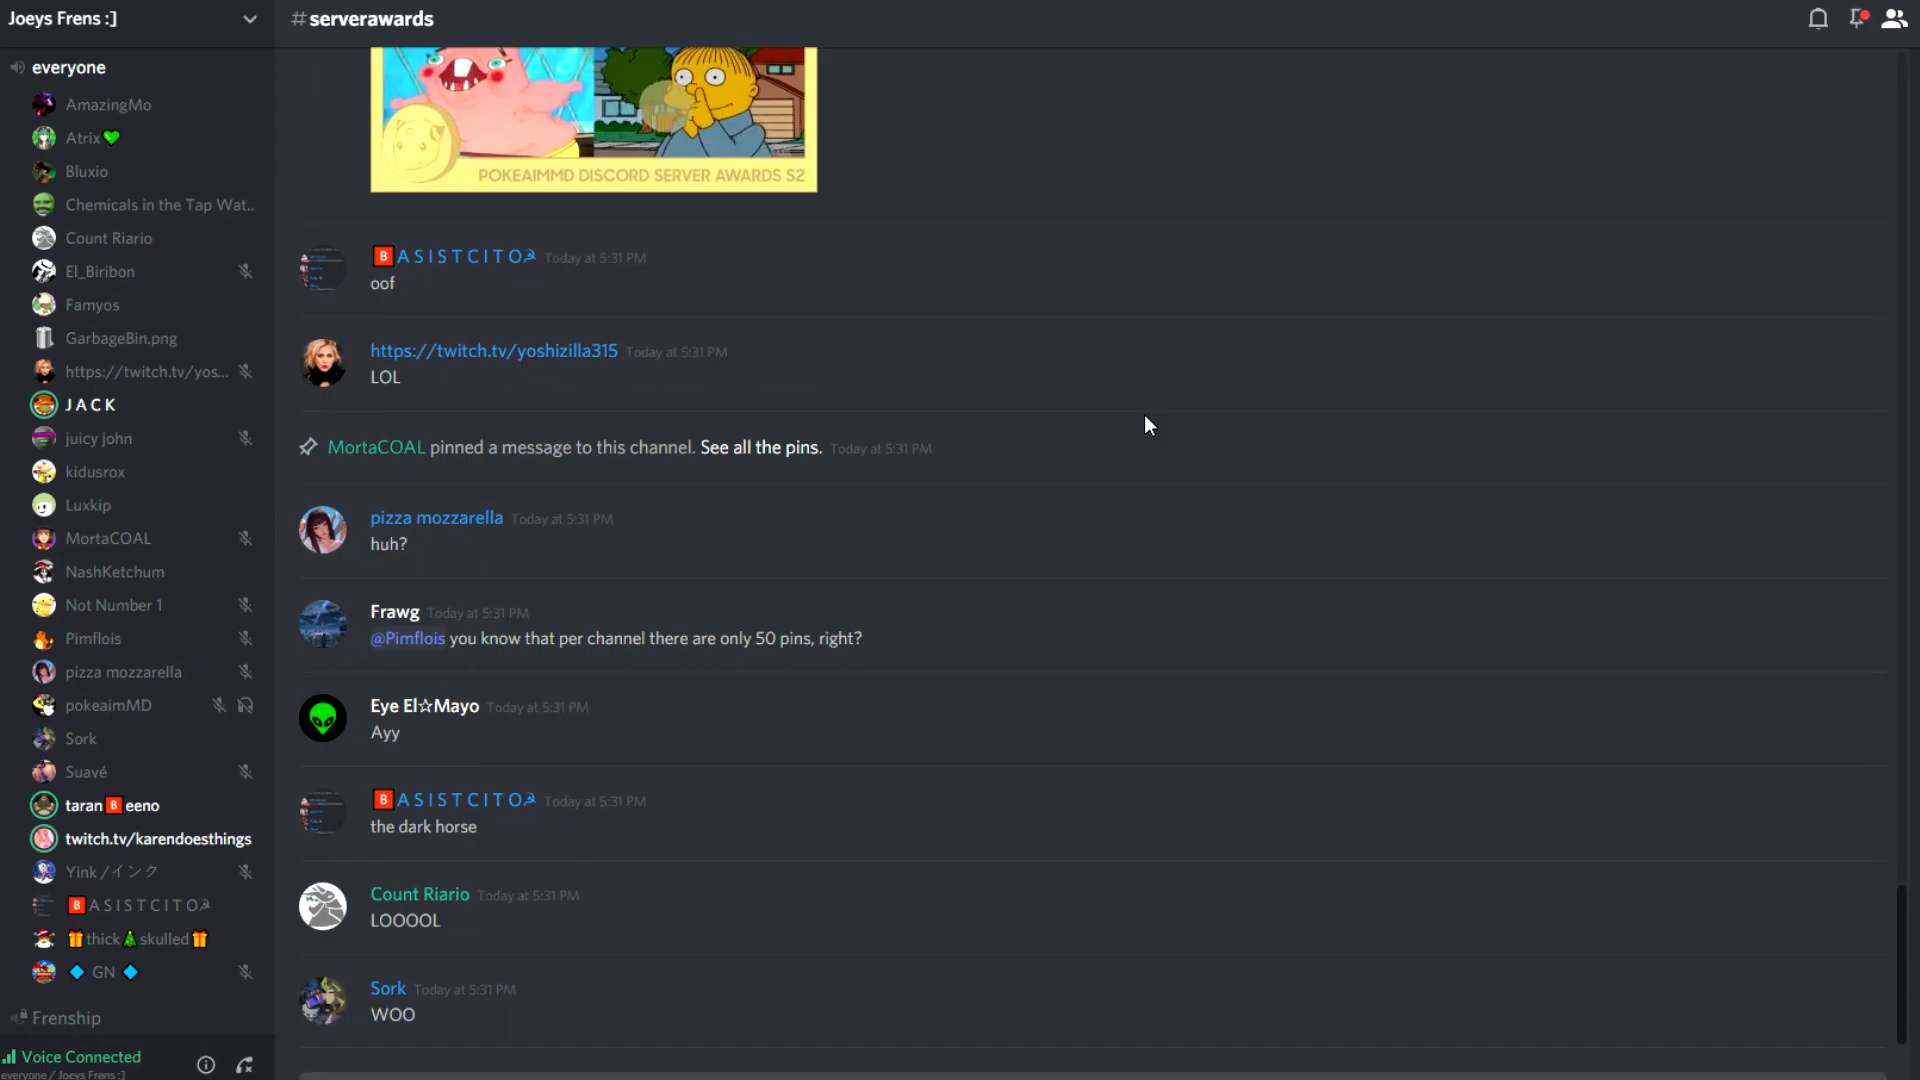 Joeys Frens :]
everyone
AmazingMo
Atrix💚
Bluxio
Chemicals in the Tap Wat...
Count Riario
El_Biribon
Famyos
GarbageBin.png
https://twitch.tv/yos...
J A C K
juicy john
kidusrox
Luxkip
MortaCOAL
NashKetchum
Not Number 1
Pimflois
pizza mozzarella
pokeaimMD
Sork
Suavé
taran🅱eeno
twitch.tv/karendoesthings
Yink /インク
🅱A S I S T C I T O☭
🎁thick🎄skulled🎁
🔷 GN 🔷
Frenship
Voice Connected
everyone / Joeys Frens :]
#serverawards
POKEAIMMD DISCORD SERVER AWARDS S2
🅱A S I S T C I T O☭ Today at 5:31 PM
oof
https://twitch.tv/yoshizilla315 Today at 5:31 PM
LOL
MortaCOAL pinned a message to this channel. See all the pins. Today at 5:31 PM
pizza mozzarella Today at 5:31 PM
huh?
Frawg Today at 5:31 PM
@Pimflois you know that per channel there are only 50 pins, right?
Eye El☆Mayo Today at 5:31 PM
Ayy
🅱A S I S T C I T O☭ Today at 5:31 PM
the dark horse
Count Riario Today at 5:31 PM
LOOOOL
Sork Today at 5:31 PM
WOO